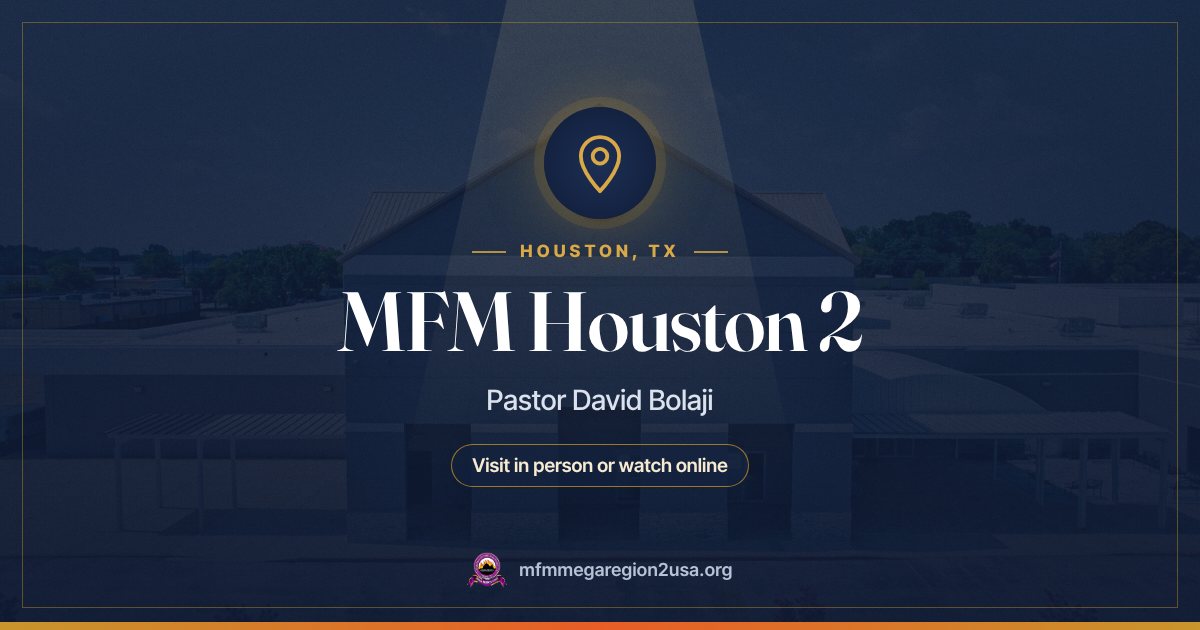 HOUSTON, TX
MFM Houston 2
Pastor David Bolaji
Visit in person or watch online
mfmmegaregion2usa.org